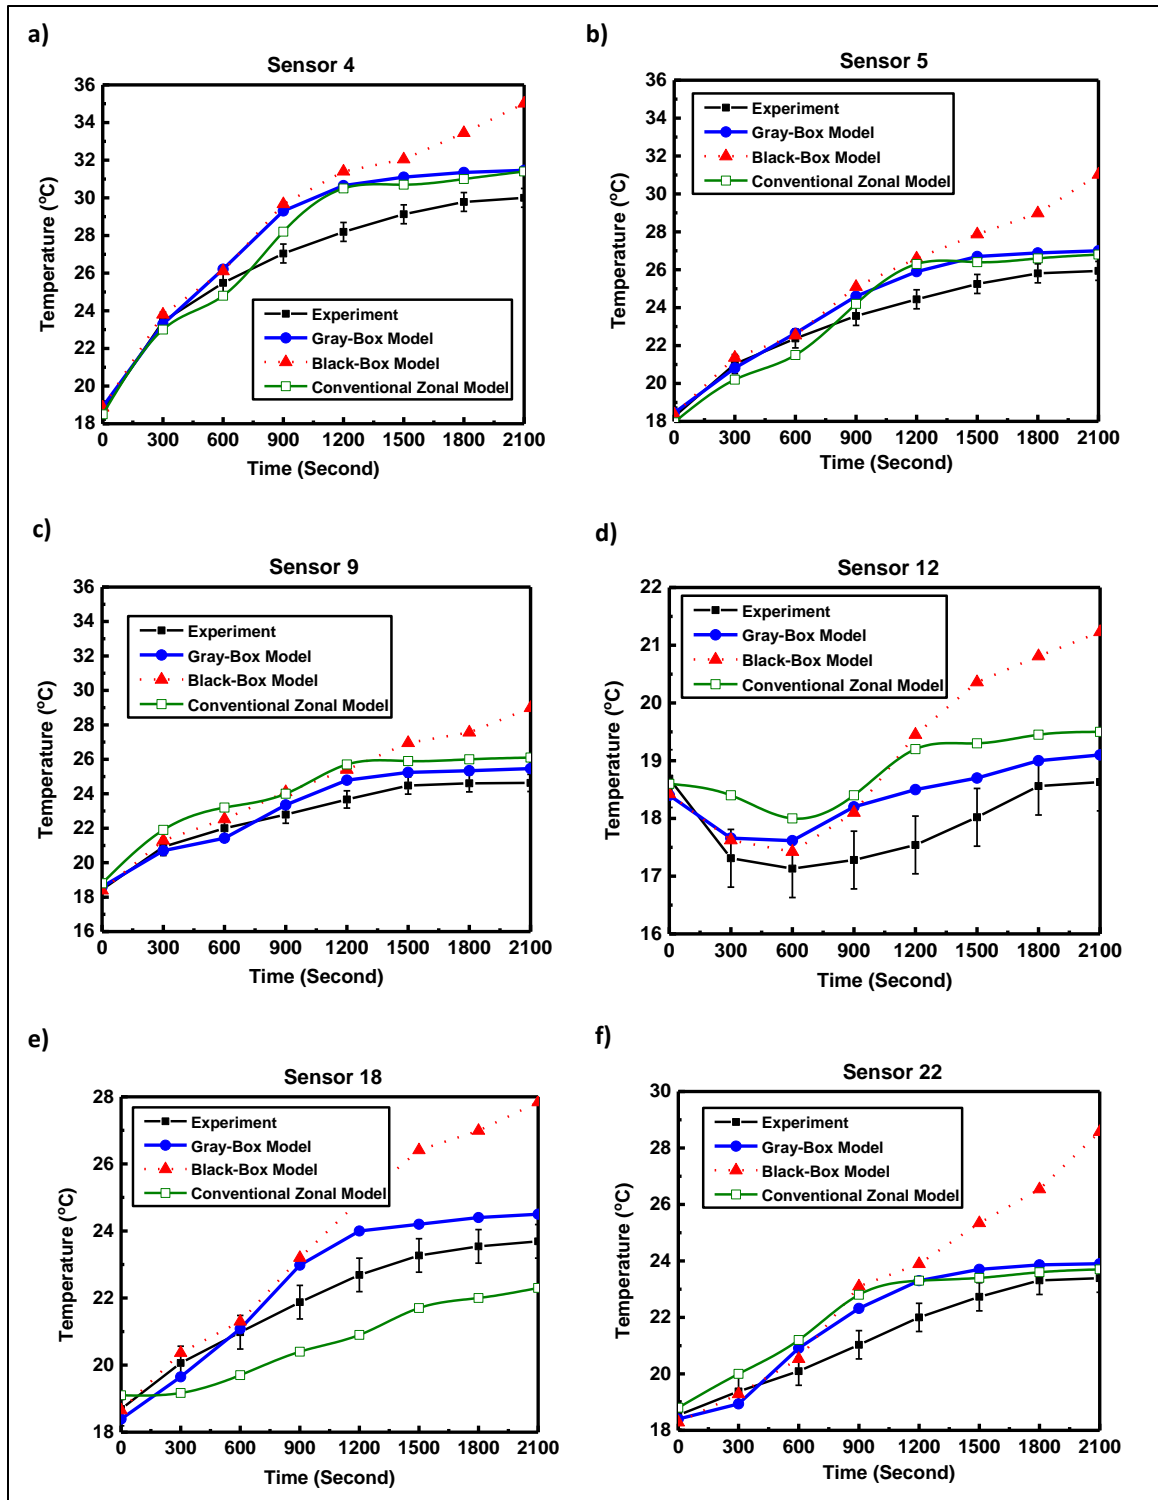 a)
Sensor 4
36
34
32
30
28
26
24
22
20
18
Temperature (°C)
Experiment
Gray-Box Model
Black-Box Model
Conventional Zonal Model
0 300 600 900 1200 1500 1800 2100
Time (Second)
b)
Sensor 5
36
34
32
30
28
26
24
22
20
18
Temperature (°C)
Experiment
Gray-Box Model
Black-Box Model
Conventional Zonal Model
0 300 600 900 1200 1500 1800 2100
Time (Second)
c)
Sensor 9
36
34
32
30
28
26
24
22
20
18
16
Temperature (°C)
Experiment
Gray-Box Model
Black-Box Model
Conventional Zonal Model
0 300 600 900 1200 1500 1800 2100
Time (Second)
d)
Sensor 12
22
21
20
19
18
17
16
Temperature (°C)
Experiment
Gray-Box Model
Black-Box Model
Conventional Zonal Model
0 300 600 900 1200 1500 1800 2100
Time (Second)
e)
Sensor 18
28
26
24
22
20
18
Temperature (°C)
Experiment
Gray-Box Model
Black-Box Model
Conventional Zonal Model
0 300 600 900 1200 1500 1800 2100
Time (Second)
f)
Sensor 22
30
28
26
24
22
20
18
Temperature (°C)
Experiment
Gray-Box Model
Black-Box Model
Conventional Zonal Model
0 300 600 900 1200 1500 1800 2100
Time (Second)